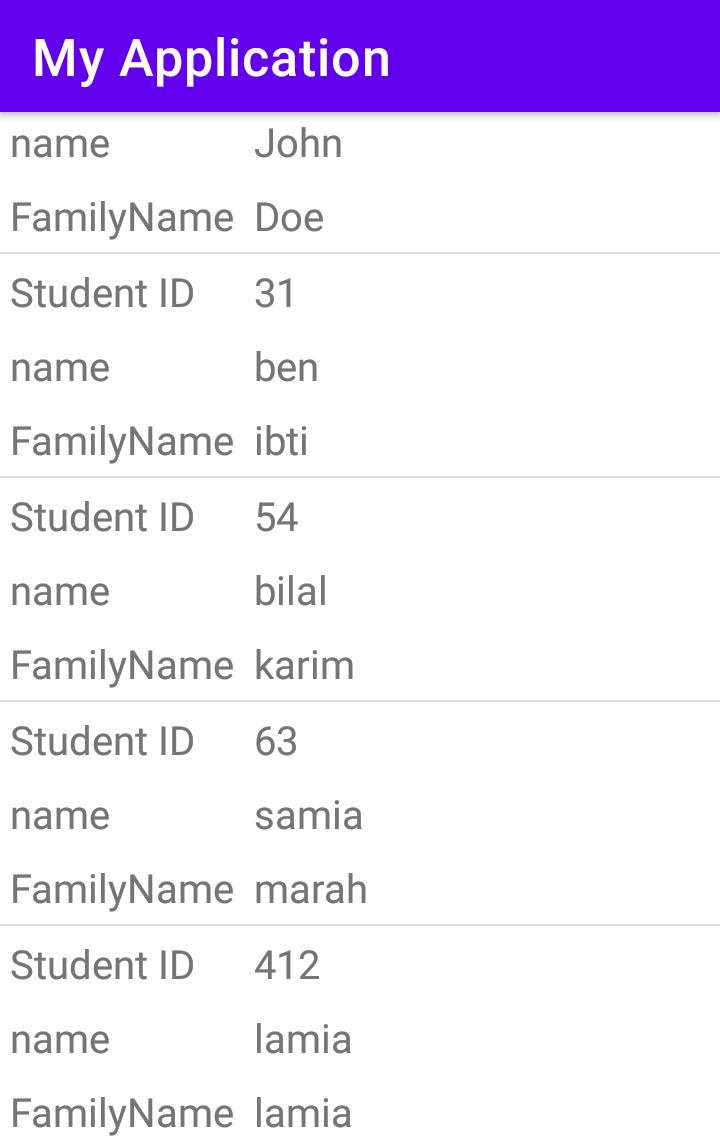 My Application
name John
FamilyName Doe
Student ID 31
name ben
FamilyName ibti
Student ID 54
name bilal
FamilyName karim
Student ID 63
name samia
FamilyName marah
Student ID 412
name lamia
FamilyName lamia